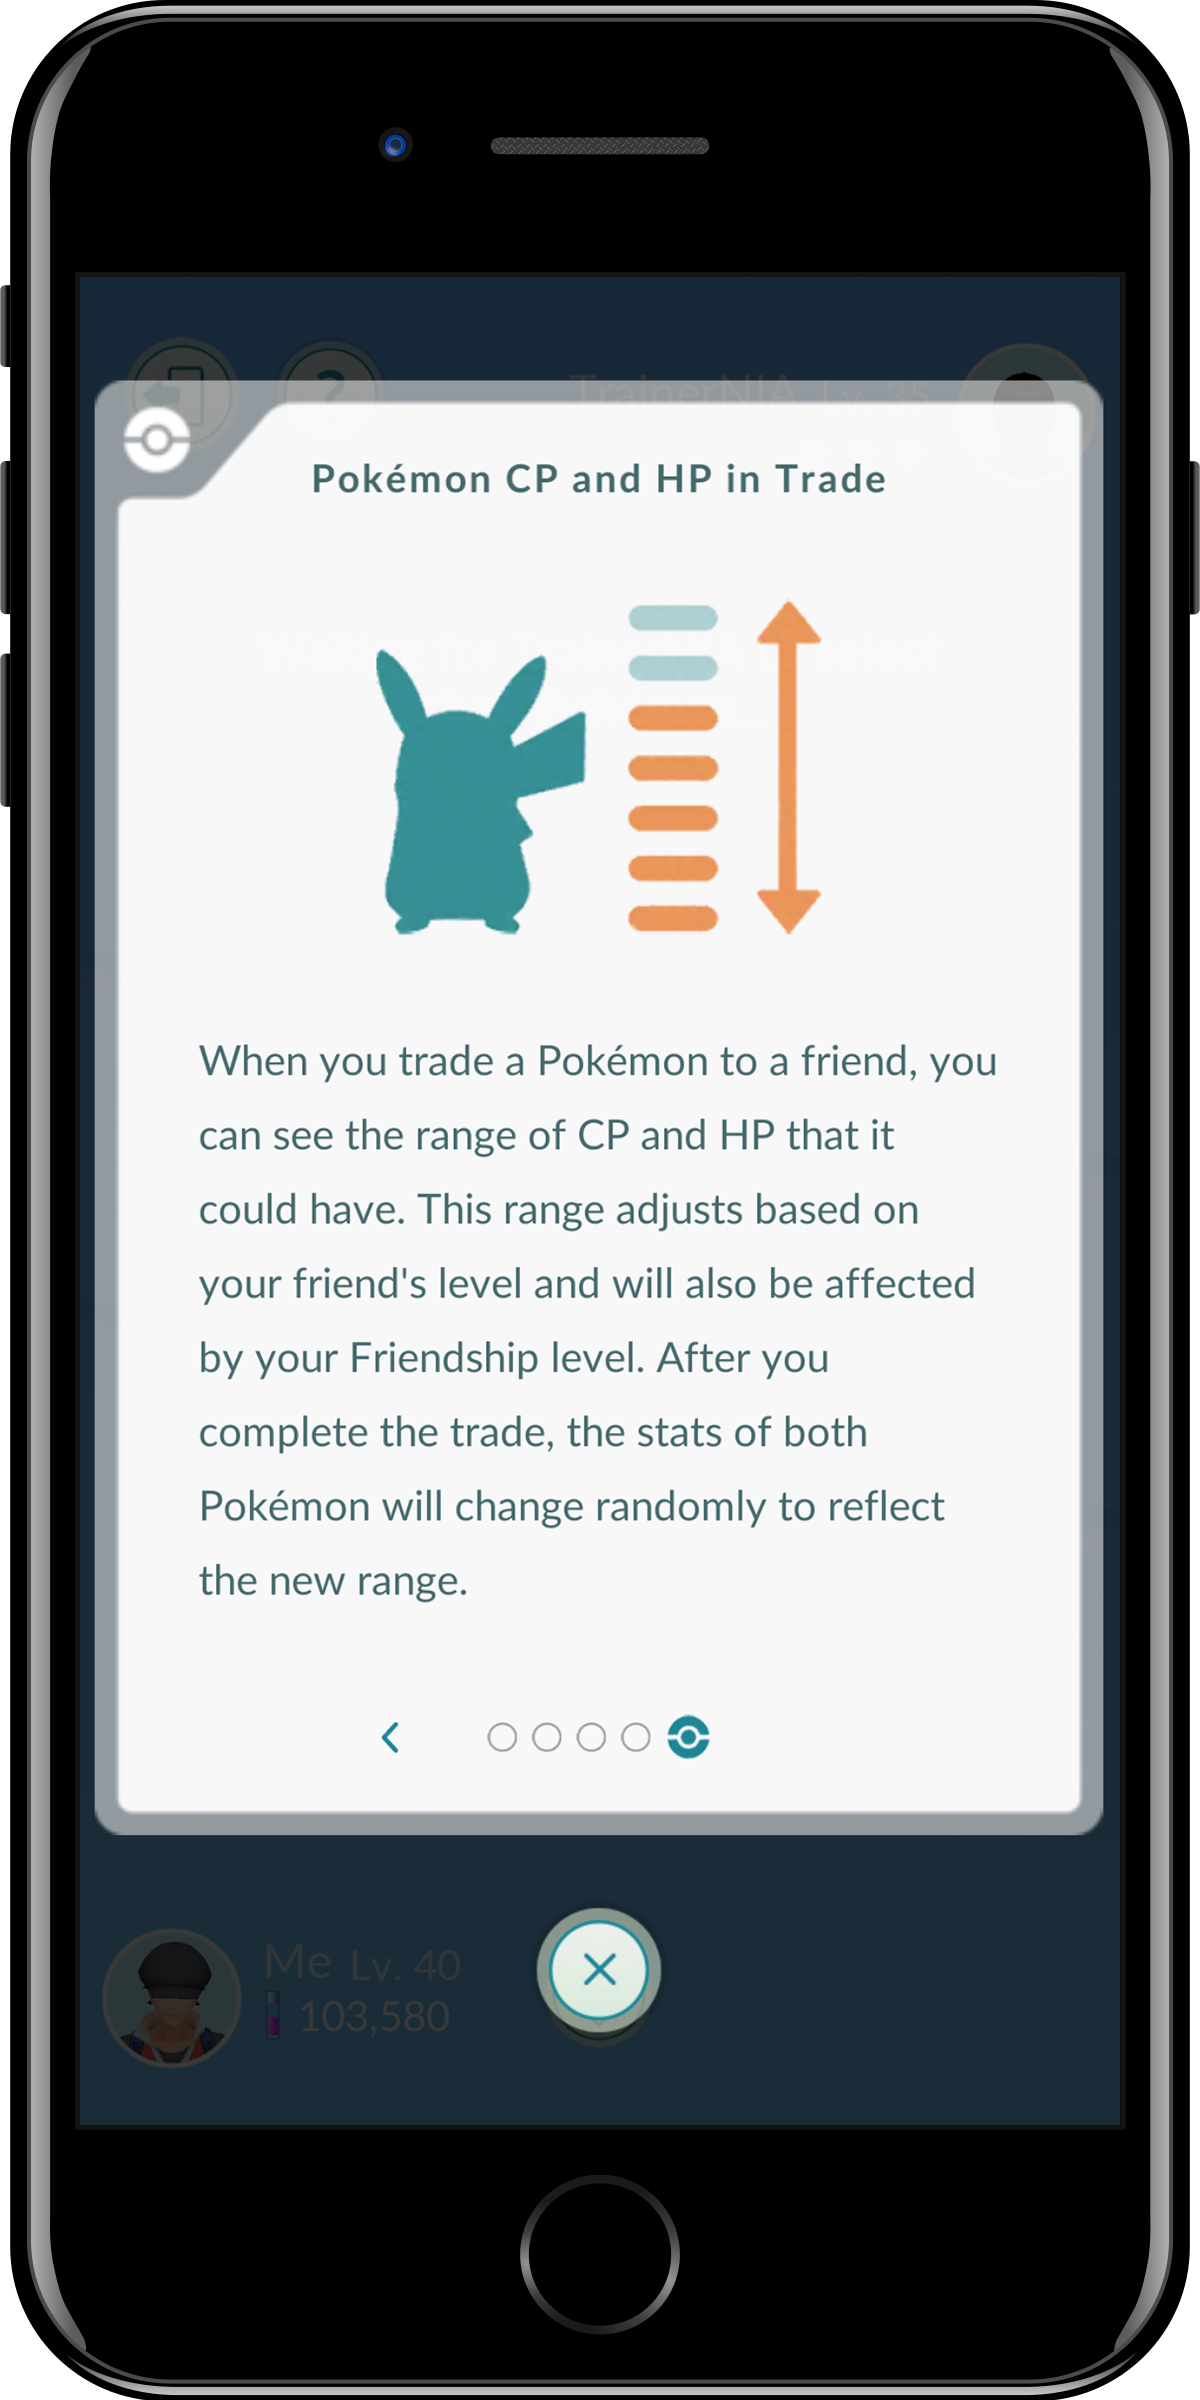 ?
TrainerNIA Lv. 35
Pokémon CP and HP in Trade
When you trade a Pokémon to a friend, you
can see the range of CP and HP that it
could have. This range adjusts based on
your friend's level and will also be affected
by your Friendship level. After you
complete the trade, the stats of both
Pokémon will change randomly to reflect
the new range.
Me Lv. 40
103,580